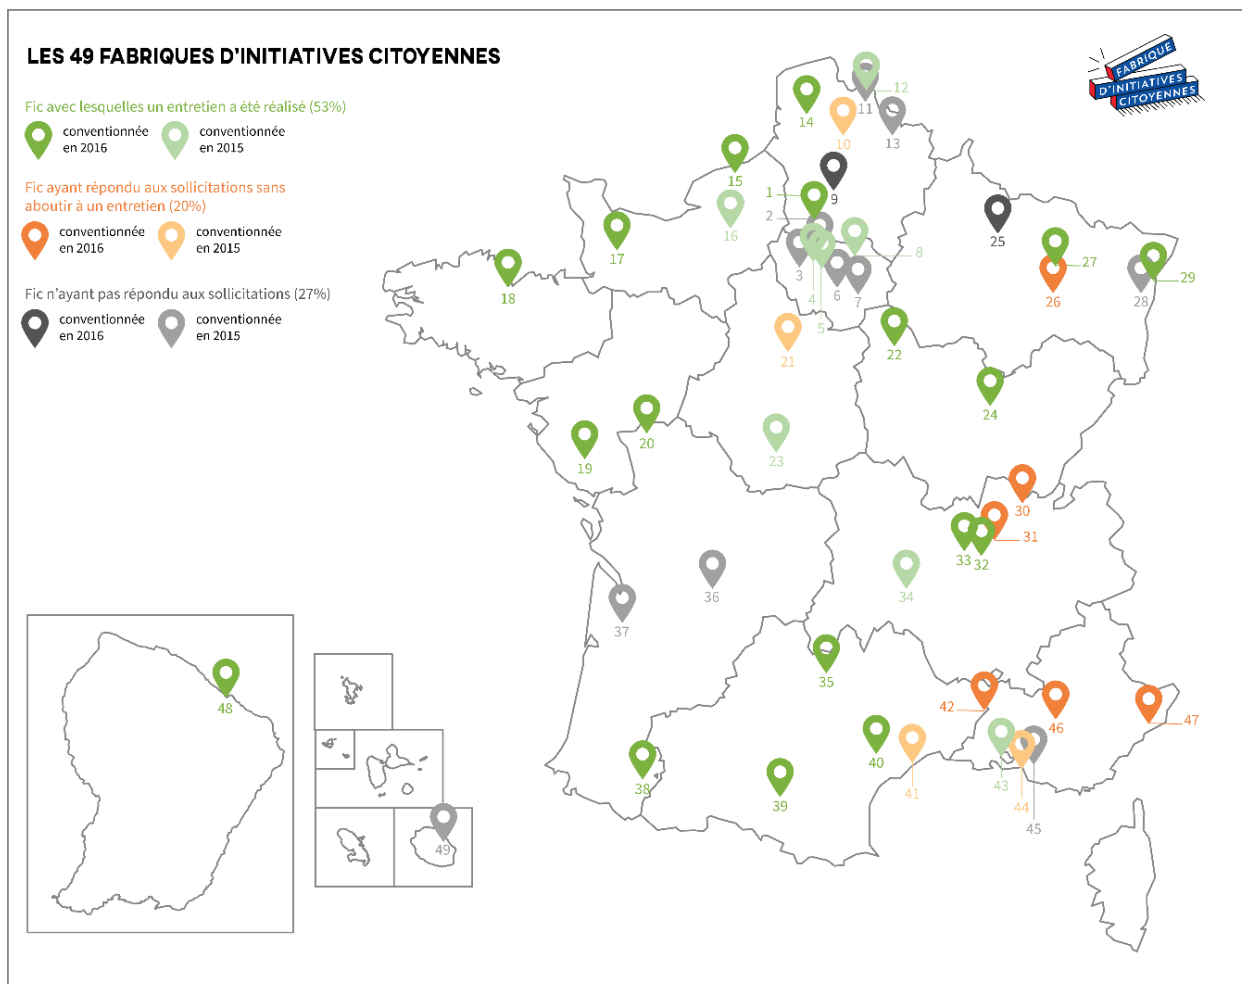 LES 49 FABRIQUES D'INITIATIVES CITOYENNES
FABRIQUE
D'INITIATIVES
CITOYENNES
Fic avec lesquelles un entretien a été réalisé (53%)
conventionnée
en 2016
conventionnée
en 2015
Fic ayant répondu aux sollicitations sans
aboutir à un entretien (20%)
conventionnée
en 2016
conventionnée
en 2015
Fic n'ayant pas répondu aux sollicitations (27%)
conventionnée
en 2016
conventionnée
en 2015
12
11
14
10
13
15
1
9
2
16
25
17
3
8
27
18
4
6
7
26
28
29
5
21
22
24
20
23
19
30
31
33
32
36
34
37
35
48
42
46
47
38
40
43
39
41
44
45
49